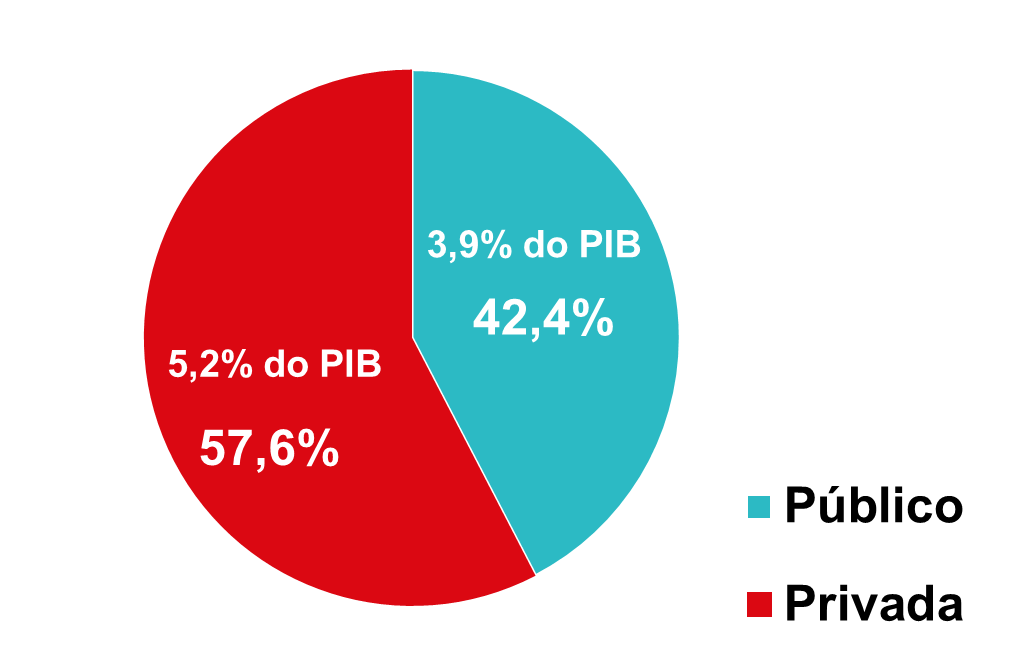 3,9% do PIB
42,4%
5,2% do PIB
57,6%
Público
Privada